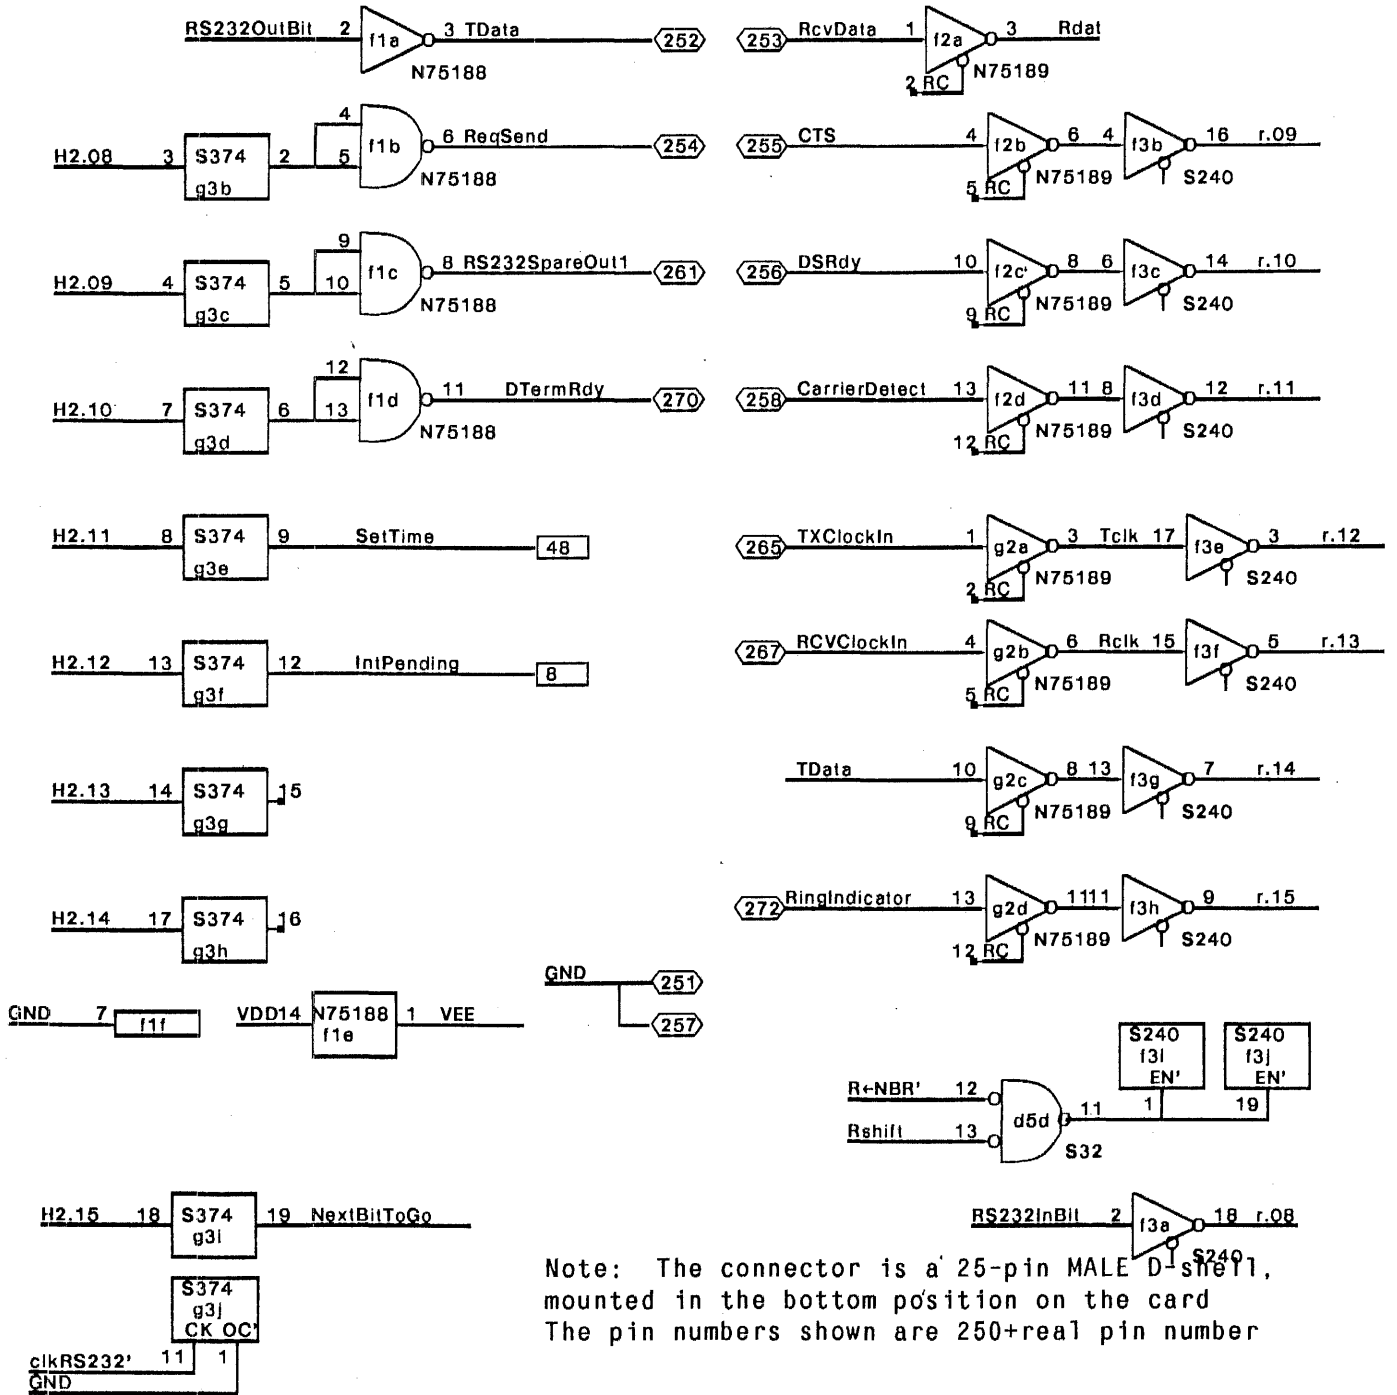 RS232OutBit 2 f1a 3 TData 252
N75188
253 RcvData 1 f2a 3 Rdat
2 RC N75189
H2.08 3 S374 g3b 2 4 5 f1b 6 ReqSend 254
N75188
255 CTS 4 f2b 6 4 f3b 16 r.09
5 RC N75189 S240
H2.09 4 S374 g3c 5 9 10 f1c 8 RS232SpareOut1 261
N75188
256 DSRdy 10 f2c' 8 6 f3c 14 r.10
9 RC N75189 S240
H2.10 7 S374 g3d 6 12 13 f1d 11 DTermRdy 270
N75188
258 CarrierDetect 13 f2d 11 8 f3d 12 r.11
12 RC N75189 S240
H2.11 8 S374 g3e 9 SetTime 48
265 TXClockIn 1 g2a 3 Tclk 17 f3e 3 r.12
2 RC N75189 S240
H2.12 13 S374 g3f 12 IntPending 8
267 RCVClockIn 4 g2b 6 Rclk 15 f3f 5 r.13
5 RC N75189 S240
H2.13 14 S374 g3g 15
TData 10 g2c 8 13 f3g 7 r.14
9 RC N75189 S240
H2.14 17 S374 g3h 16
272 RingIndicator 13 g2d 11 11 f3h 9 r.15
12 RC N75189 S240
GND 7 f1f
VDD 14 N75188 f1e 1 VEE
GND 251
257
S240 f3i EN' 1
S240 f3j EN' 19
R←NBR' 12
Rshift 13 d5d 11
S32
H2.15 18 S374 g3i 19 NextBitToGo
RS232InBit 2 f3a 18 r.08
S240
S374
g3j
CK OC'
clkRS232' 11
GND 1
Note: The connector is a 25-pin MALE D-shell,
mounted in the bottom position on the card
The pin numbers shown are 250+real pin number